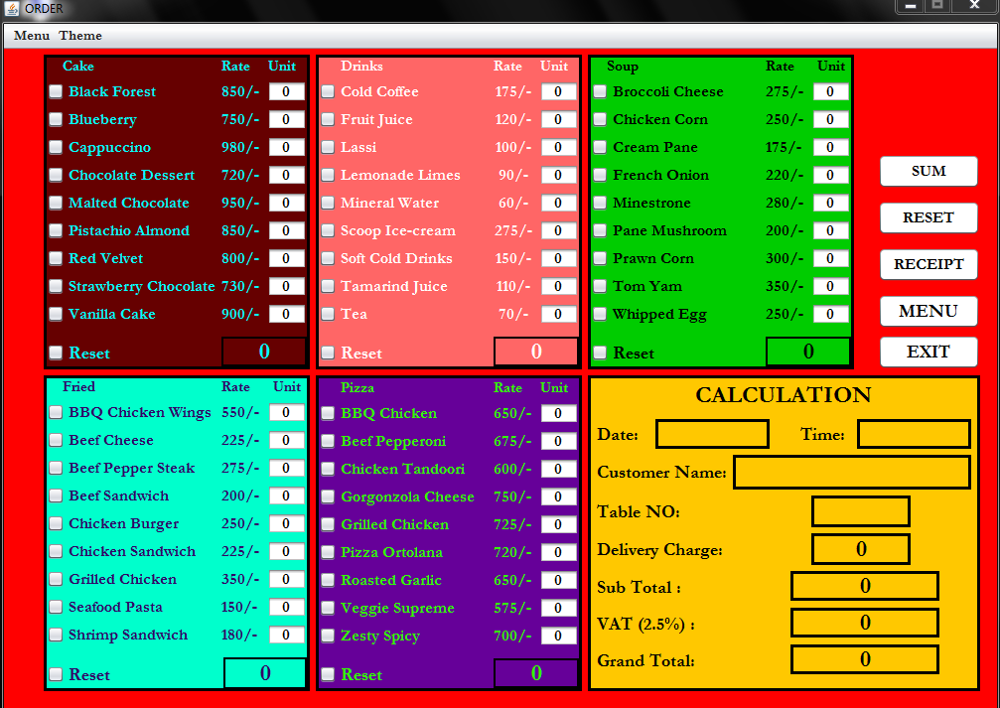 ORDER
Menu Theme
Cake Rate Unit
Black Forest 850/- 0
Blueberry 750/- 0
Cappuccino 980/- 0
Chocolate Dessert 720/- 0
Malted Chocolate 950/- 0
Pistachio Almond 850/- 0
Red Velvet 800/- 0
Strawberry Chocolate 730/- 0
Vanilla Cake 900/- 0
Reset 0
Drinks Rate Unit
Cold Coffee 175/- 0
Fruit Juice 120/- 0
Lassi 100/- 0
Lemonade Limes 90/- 0
Mineral Water 60/- 0
Scoop Ice-cream 275/- 0
Soft Cold Drinks 150/- 0
Tamarind Juice 110/- 0
Tea 70/- 0
Reset 0
Soup Rate Unit
Broccoli Cheese 275/- 0
Chicken Corn 250/- 0
Cream Pane 175/- 0
French Onion 220/- 0
Minestrone 280/- 0
Pane Mushroom 200/- 0
Prawn Corn 300/- 0
Tom Yam 350/- 0
Whipped Egg 250/- 0
Reset 0
SUM
RESET
RECEIPT
MENU
EXIT
Fried Rate Unit
BBQ Chicken Wings 550/- 0
Beef Cheese 225/- 0
Beef Pepper Steak 275/- 0
Beef Sandwich 200/- 0
Chicken Burger 250/- 0
Chicken Sandwich 225/- 0
Grilled Chicken 350/- 0
Seafood Pasta 150/- 0
Shrimp Sandwich 180/- 0
Reset 0
Pizza Rate Unit
BBQ Chicken 650/- 0
Beef Pepperoni 675/- 0
Chicken Tandoori 600/- 0
Gorgonzola Cheese 750/- 0
Grilled Chicken 725/- 0
Pizza Ortolana 720/- 0
Roasted Garlic 650/- 0
Veggie Supreme 575/- 0
Zesty Spicy 700/- 0
Reset 0
CALCULATION
Date: Time:
Customer Name:
Table NO:
Delivery Charge: 0
Sub Total : 0
VAT (2.5%) : 0
Grand Total: 0